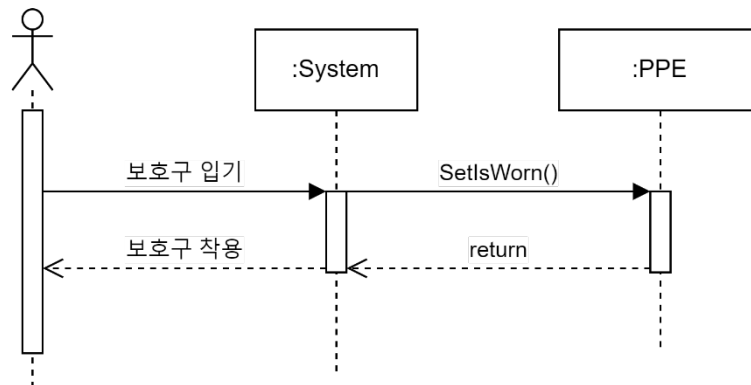 :System
:PPE
보호구 입기
SetIsWorn()
보호구 착용
return